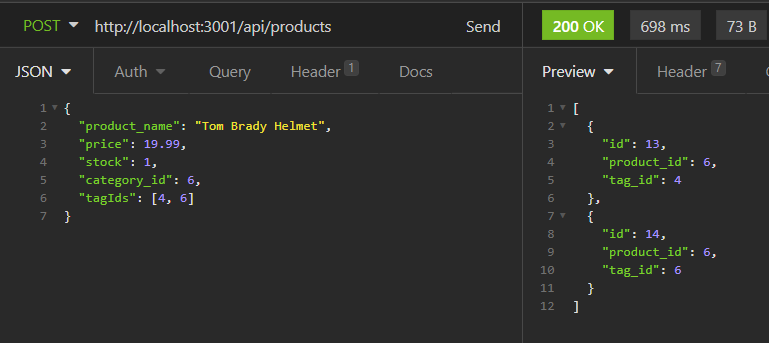 POST http://localhost:3001/api/products Send 200 OK 698 ms 73 B
JSON Auth Query Header 1 Docs Preview Header 7
1 {
2 "product_name": "Tom Brady Helmet",
3 "price": 19.99,
4 "stock": 1,
5 "category_id": 6,
6 "tagIds": [4, 6]
7 }
1 [
2 {
3 "id": 13,
4 "product_id": 6,
5 "tag_id": 4
6 },
7 {
8 "id": 14,
9 "product_id": 6,
10 "tag_id": 6
11 }
12 ]